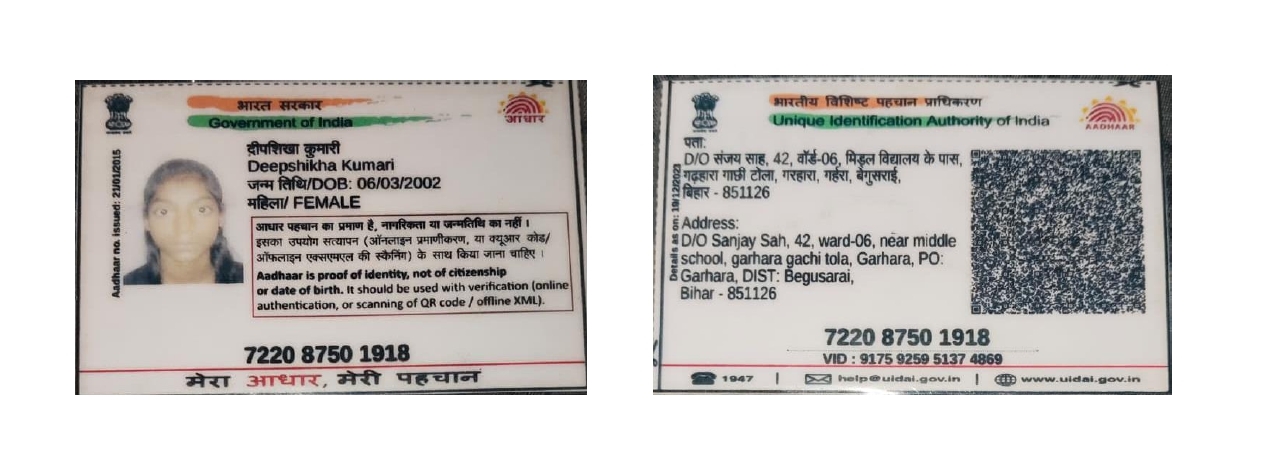 भारत सरकार
Government of India
आधार
Aadhaar no. issued: 21/01/2015
दीपशिखा कुमारी
Deepshikha Kumari
जन्म तिथि/DOB: 06/03/2002
महिला/ FEMALE
आधार पहचान का प्रमाण है, नागरिकता या जन्मतिथि का नहीं ।
इसका उपयोग सत्यापन (ऑनलाइन प्रमाणीकरण, या क्यूआर कोड/
ऑफलाइन एक्सएमएल की स्कैनिंग) के साथ किया जाना चाहिए ।
Aadhaar is proof of identity, not of citizenship
or date of birth. It should be used with verification (online
authentication, or scanning of QR code / offline XML).
7220 8750 1918
मेरा आधार, मेरी पहचान
भारतीय विशिष्ट पहचान प्राधिकरण
Unique Identification Authority of India
AADHAAR
Details as on: 19/12/2023
पता:
D/O संजय साह, 42, वॉर्ड-06, मिडल विद्यालय के पास,
गढ़हारा गाछी टोला, गरहारा, गर्हरा, बेगुसराई,
बिहार - 851126
Address:
D/O Sanjay Sah, 42, ward-06, near middle
school, garhara gachi tola, Garhara, PO:
Garhara, DIST: Begusarai,
Bihar - 851126
7220 8750 1918
VID : 9175 9259 5137 4869
1947 | help@uidai.gov.in | www.uidai.gov.in